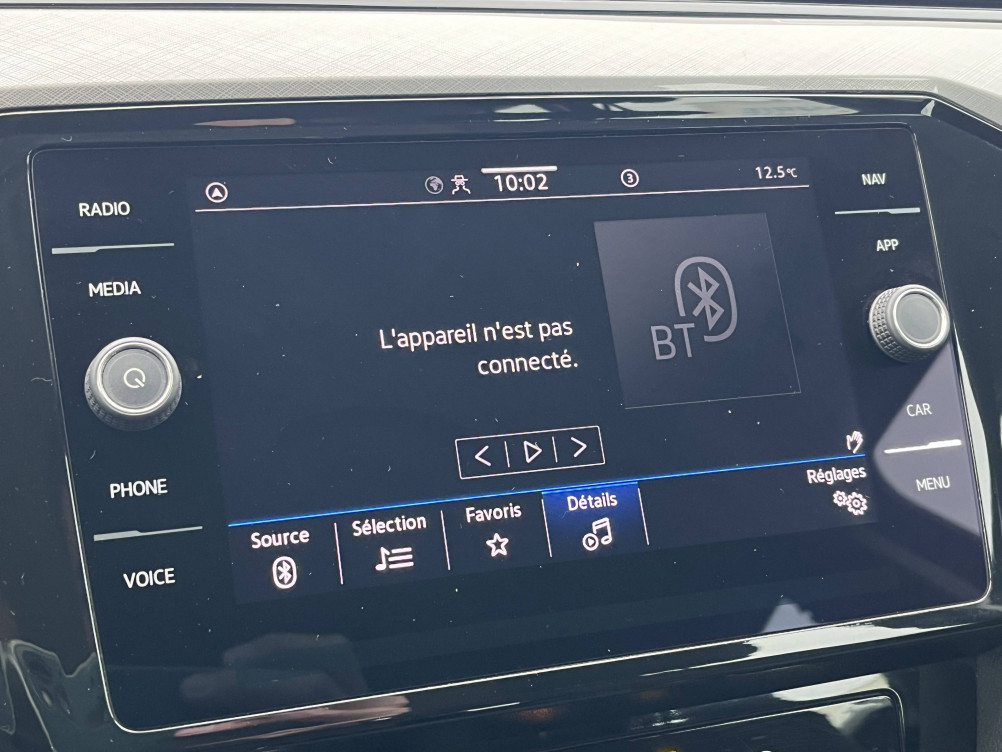 10:02
3
12.5°C
RADIO
NAV
MEDIA
APP
L'appareil n'est pas
connecté.
BT
CAR
PHONE
MENU
VOICE
Source
Sélection
Favoris
Détails
Réglages